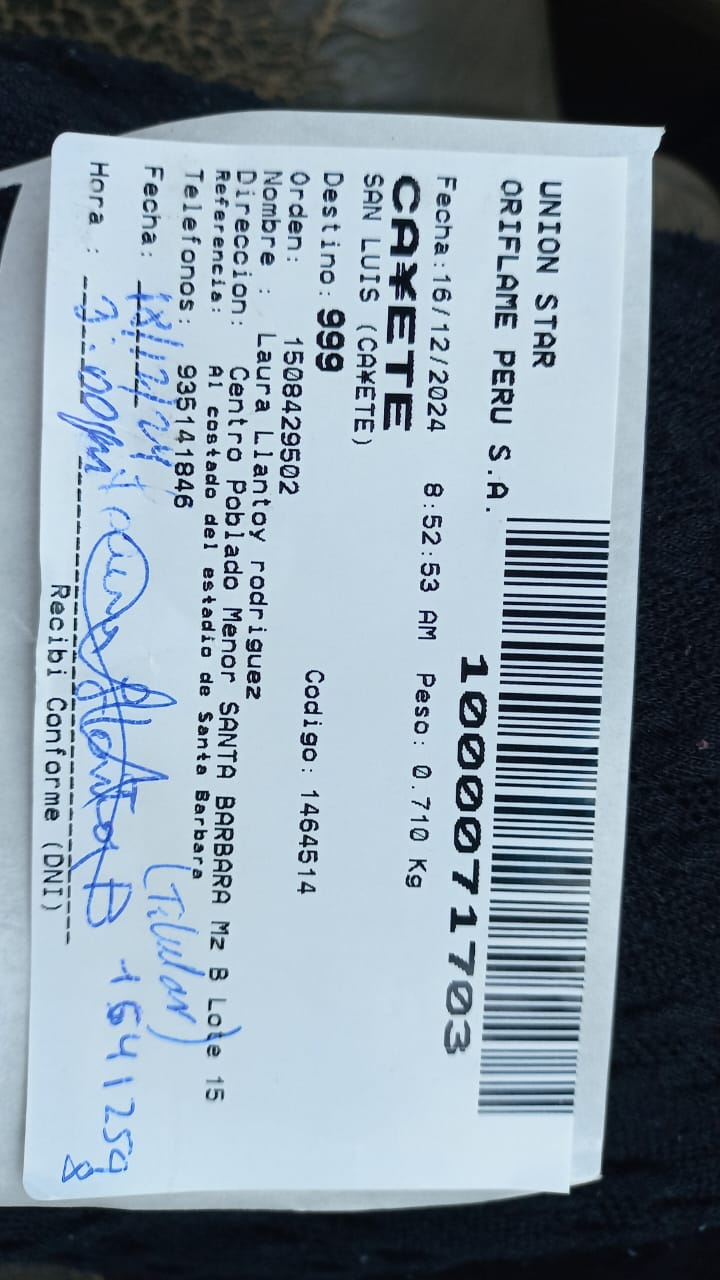 UNION STAR
ORIFLAME PERU S.A.
1000071703
Fecha:16/12/2024 8:52:53 AM Peso: 0.710 Kg
CA¥ETE
SAN LUIS (CA¥ETE)
Destino: 999
Orden: 1508429502 Codigo: 1464514
Nombre : Laura Llantoy rodriguez
Direccion: Centro Poblado Menor SANTA BARBARA Mz B Lote 15
Referencia: Al costado del estadio de Santa Barbara
Telefonos: 935141846
(Titular)
Fecha: 18/12/24
Hora : 3:00pm
Recibi Conforme (DNI)